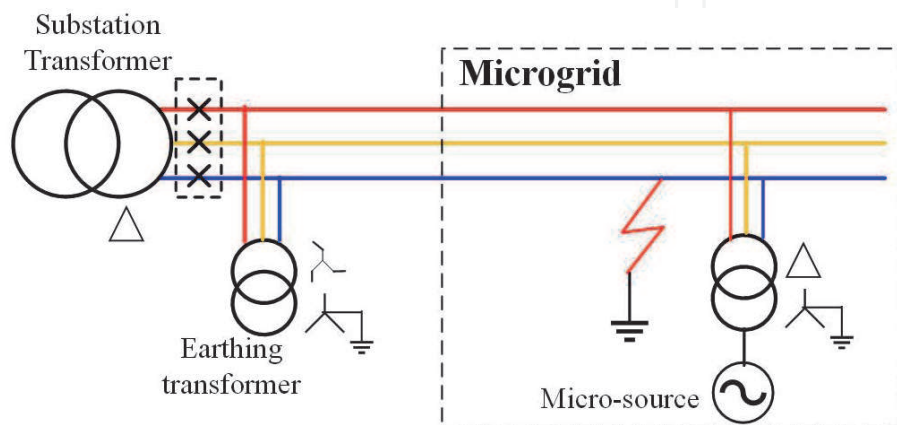 Substation
Transformer
Microgrid
Earthing
transformer
Micro-source